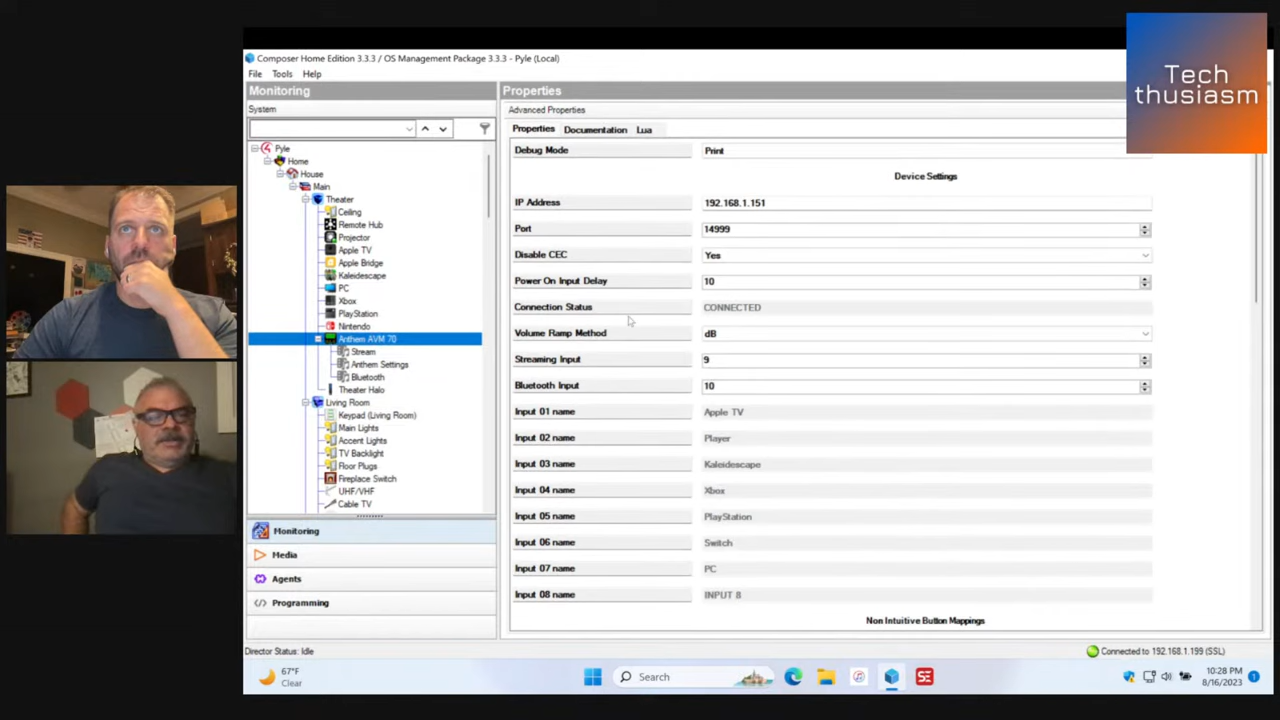 Tech
thusiasm
Composer Home Edition 3.3.3 / OS Management Package 3.3.3 - Pyle (Local)
File Tools Help
Monitoring
System
Pyle
Home
House
Main
Theater
Ceiling
Remote Hub
Projector
Apple TV
Apple Bridge
Kaleidescape
PC
Xbox
PlayStation
Nintendo
Anthem AVM 70
Stream
Anthem Settings
Bluetooth
Theater Halo
Living Room
Keypad (Living Room)
Main Lights
Accent Lights
TV Backlight
Floor Plugs
Fireplace Switch
UHF/VHF
Cable TV
Monitoring
Media
Agents
Programming
Properties
Advanced Properties
Properties Documentation Lua
Debug Mode Print
Device Settings
IP Address 192.168.1.151
Port 14999
Disable CEC Yes
Power On Input Delay 10
Connection Status CONNECTED
Volume Ramp Method dB
Streaming Input 9
Bluetooth Input 10
Input 01 name Apple TV
Input 02 name Player
Input 03 name Kaleidescape
Input 04 name Xbox
Input 05 name PlayStation
Input 06 name Switch
Input 07 name PC
Input 08 name INPUT 8
Non Intuitive Button Mappings
Director Status: Idle
Connected to 192.168.1.199 (SSL)
67°F
Clear
Search
SE
10:28 PM
8/16/2023
1